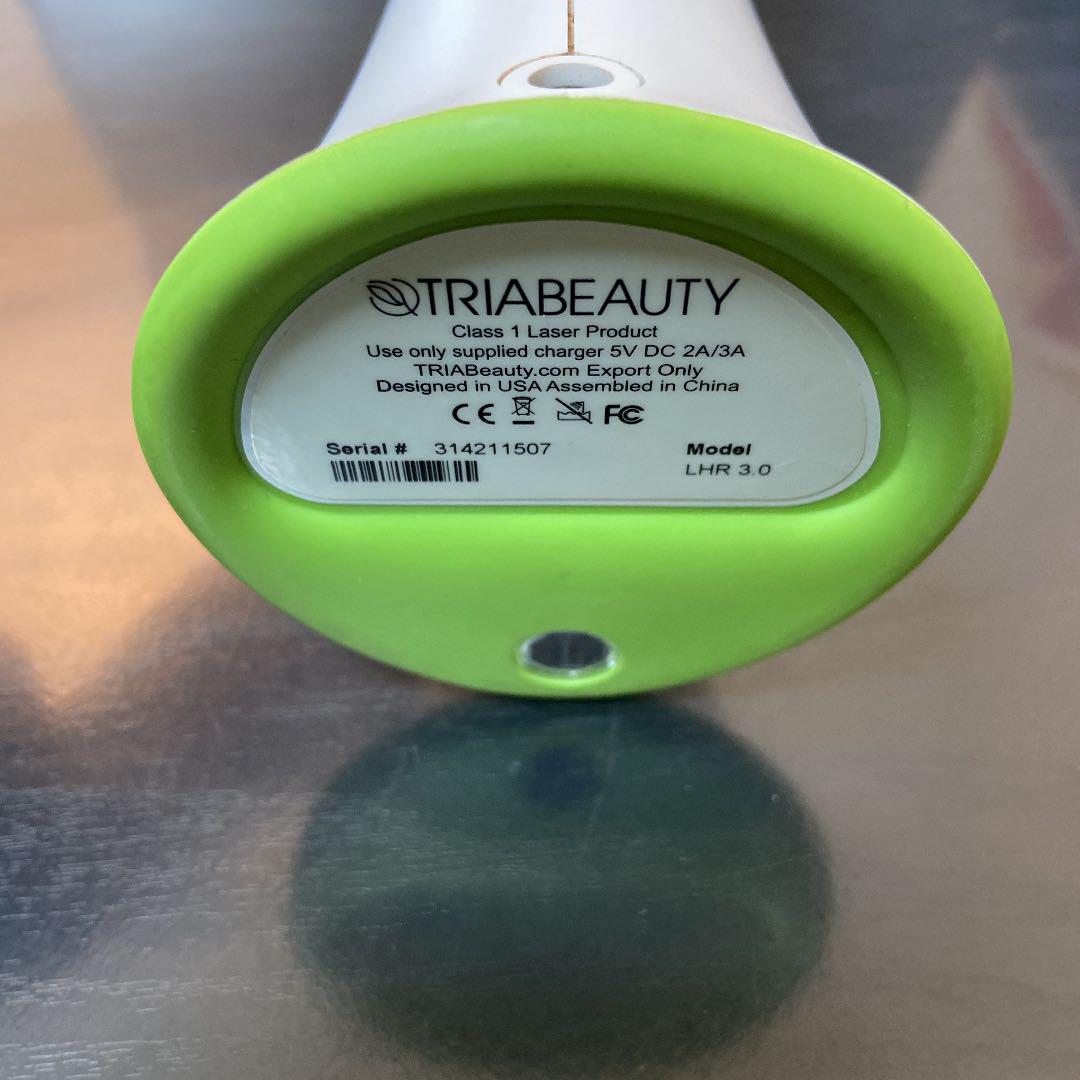 TRIABEAUTY
Class 1 Laser Product
Use only supplied charger 5V DC 2A/3A
TRIABeauty.com Export Only
Designed in USA Assembled in China
CE FC
Serial # 314211507 Model
LHR 3.0